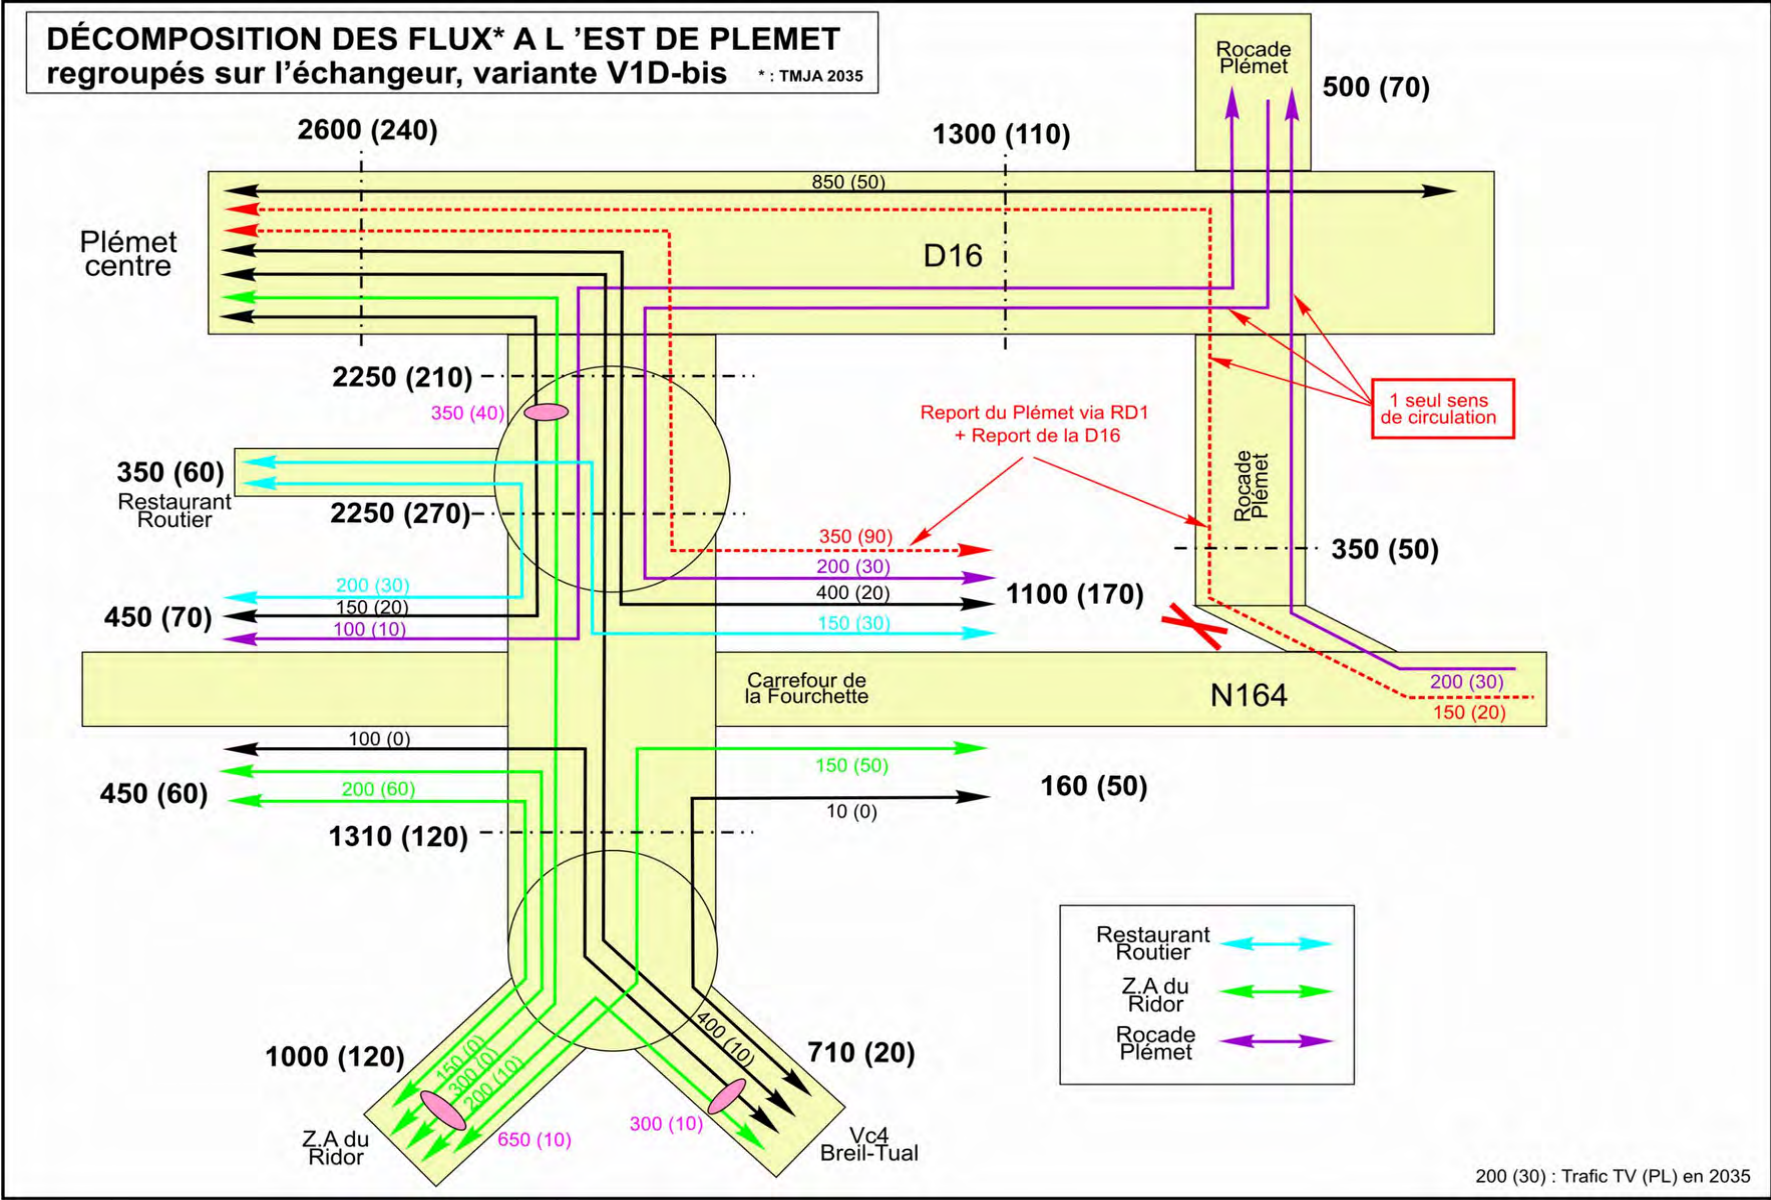 DÉCOMPOSITION DES FLUX* A L ’EST DE PLEMET
regroupés sur l’échangeur, variante V1D-bis * : TMJA 2035
Rocade
Plémet
500 (70)
2600 (240)
1300 (110)
850 (50)
Plémet
centre
D16
2250 (210)
350 (40)
1 seul sens
de circulation
Report du Plémet via RD1
+ Report de la D16
350 (60)
Restaurant
Routier
2250 (270)
Rocade
Plémet
350 (50)
350 (90)
200 (30)
400 (20)
150 (30)
1100 (170)
200 (30)
150 (20)
100 (10)
450 (70)
Carrefour de
la Fourchette
N164
200 (30)
150 (20)
100 (0)
200 (60)
450 (60)
150 (50)
10 (0)
160 (50)
1310 (120)
Restaurant
Routier
Z.A du
Ridor
Rocade
Plémet
1000 (120)
150 (0)
300 (0)
200 (10)
400 (10)
710 (20)
650 (10)
300 (10)
Z.A du
Ridor
Vc4
Breil-Tual
200 (30) : Trafic TV (PL) en 2035